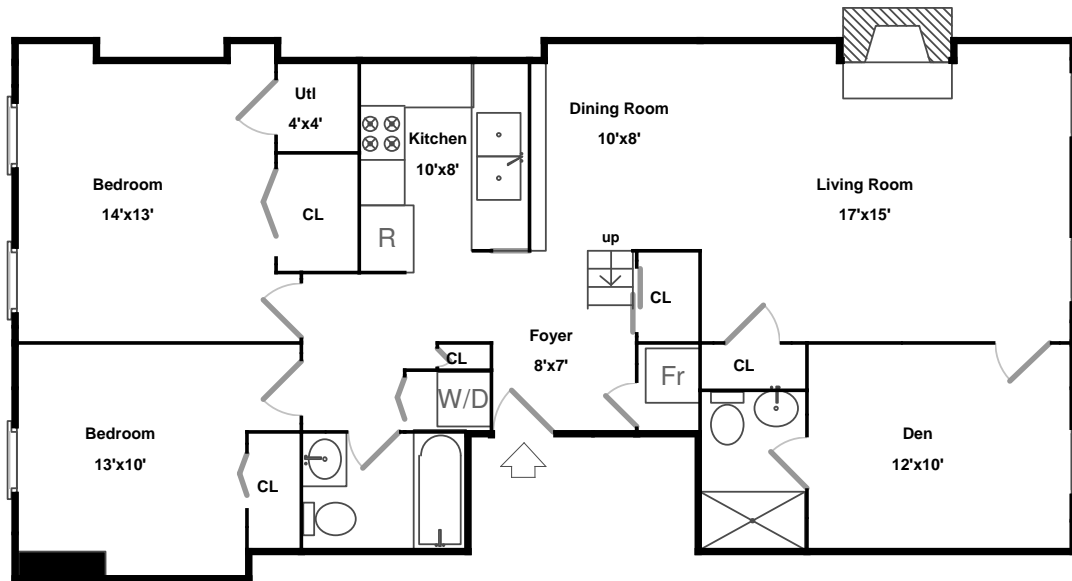 Utl
4'x4'
Kitchen
10'x8'
Dining Room
10'x8'
Bedroom
14'x13'
CL
R
Living Room
17'x15'
up
CL
Foyer
8'x7'
CL
W/D
Fr
CL
Bedroom
13'x10'
CL
Den
12'x10'